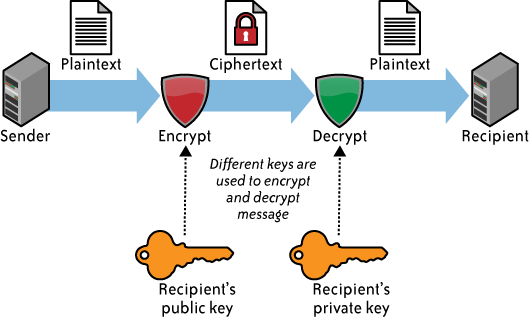 Plaintext
Ciphertext
Plaintext
Sender
Encrypt
Decrypt
Recipient
Different keys are
used to encrypt
and decrypt
message
Recipient's
public key
Recipient's
private key